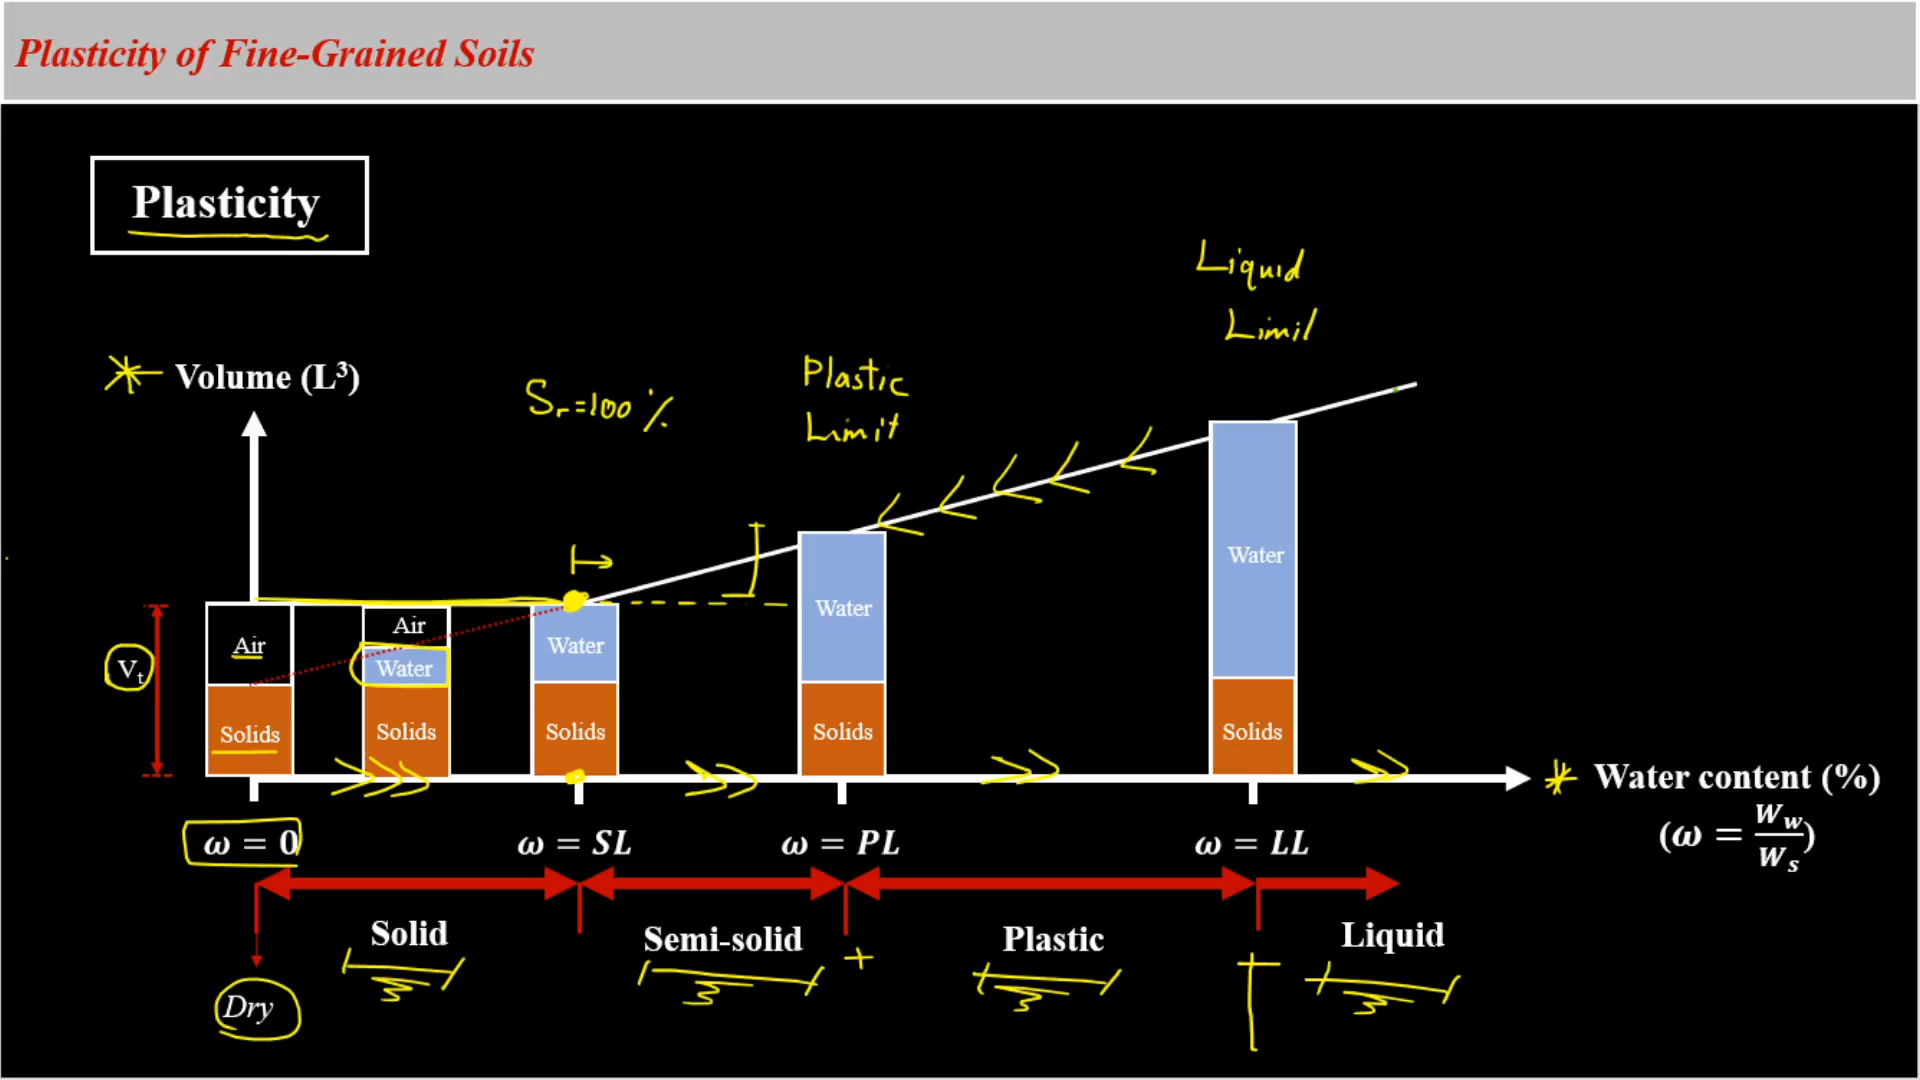 Plasticity of Fine-Grained Soils
Plasticity
Liquid
Limit
Volume (L³)
Plastic
Limit
Sᵣ=100 %
Water
Water
Air
Air
Water
Water
Vₜ
Solids
Solids
Solids
Solids
Solids
Water content (%)
(ω = W_w/W_s)
ω = 0
ω = SL
ω = PL
ω = LL
Solid
Semi-solid
Plastic
Liquid
Dry